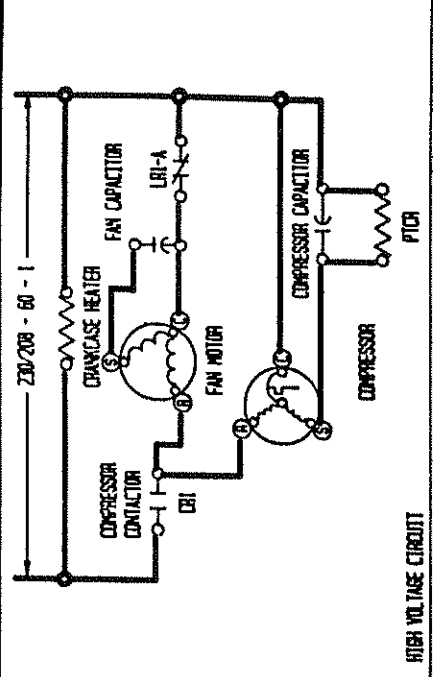 230/208 - 60 - 1
CRANKCASE HEATER
FAN CAPACITOR
LR1-A
S
C
R
FAN MOTOR
COMPRESSOR
CONTACTOR
CR1
COMPRESSOR CAPACITOR
R
C
S
COMPRESSOR
PTCR
HIGH VOLTAGE CIRCUIT